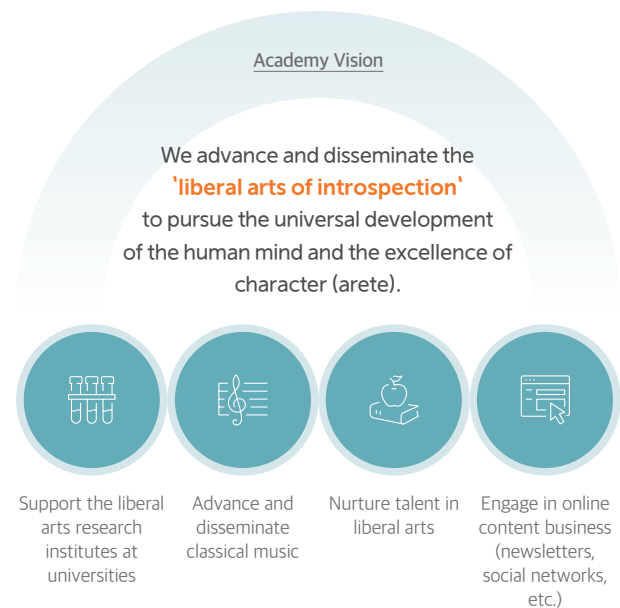 Academy Vision
We advance and disseminate the
‘liberal arts of introspection‘
to pursue the universal development
of the human mind and the excellence of
character (arete).
Support the liberal
arts research
institutes at
universities
Advance and
disseminate
classical music
Nurture talent in
liberal arts
Engage in online
content business
(newsletters,
social networks,
etc.)